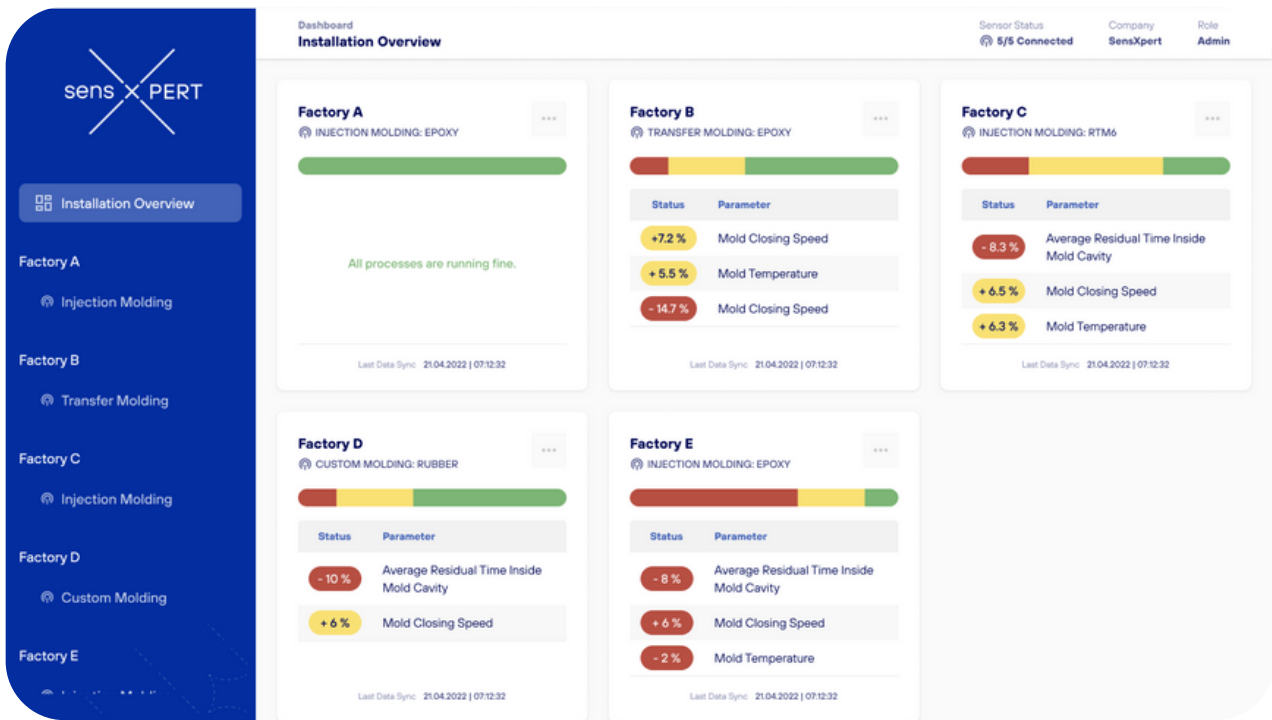 sens PERT
Installation Overview
Factory A
Injection Molding
Factory B
Transfer Molding
Factory C
Injection Molding
Factory D
Custom Molding
Factory E
Dashboard
Installation Overview
Sensor Status
5/5 Connected
Company
SensXpert
Role
Admin
Factory A
INJECTION MOLDING: EPOXY
All processes are running fine.
Last Data Sync 21.04.2022 | 07:12:32
Factory B
TRANSFER MOLDING: EPOXY
Status Parameter
+7.2 % Mold Closing Speed
+ 5.5 % Mold Temperature
- 14.7 % Mold Closing Speed
Last Data Sync 21.04.2022 | 07:12:32
Factory C
INJECTION MOLDING: RTM6
Status Parameter
- 8.3 % Average Residual Time Inside
Mold Cavity
+ 6.5 % Mold Closing Speed
+ 6.3 % Mold Temperature
Last Data Sync 21.04.2022 | 07:12:32
Factory D
CUSTOM MOLDING: RUBBER
Status Parameter
- 10 % Average Residual Time Inside
Mold Cavity
+ 6 % Mold Closing Speed
Last Data Sync 21.04.2022 | 07:12:32
Factory E
INJECTION MOLDING: EPOXY
Status Parameter
- 8 % Average Residual Time Inside
Mold Cavity
+ 6 % Mold Closing Speed
- 2 % Mold Temperature
Last Data Sync 21.04.2022 | 07:12:32